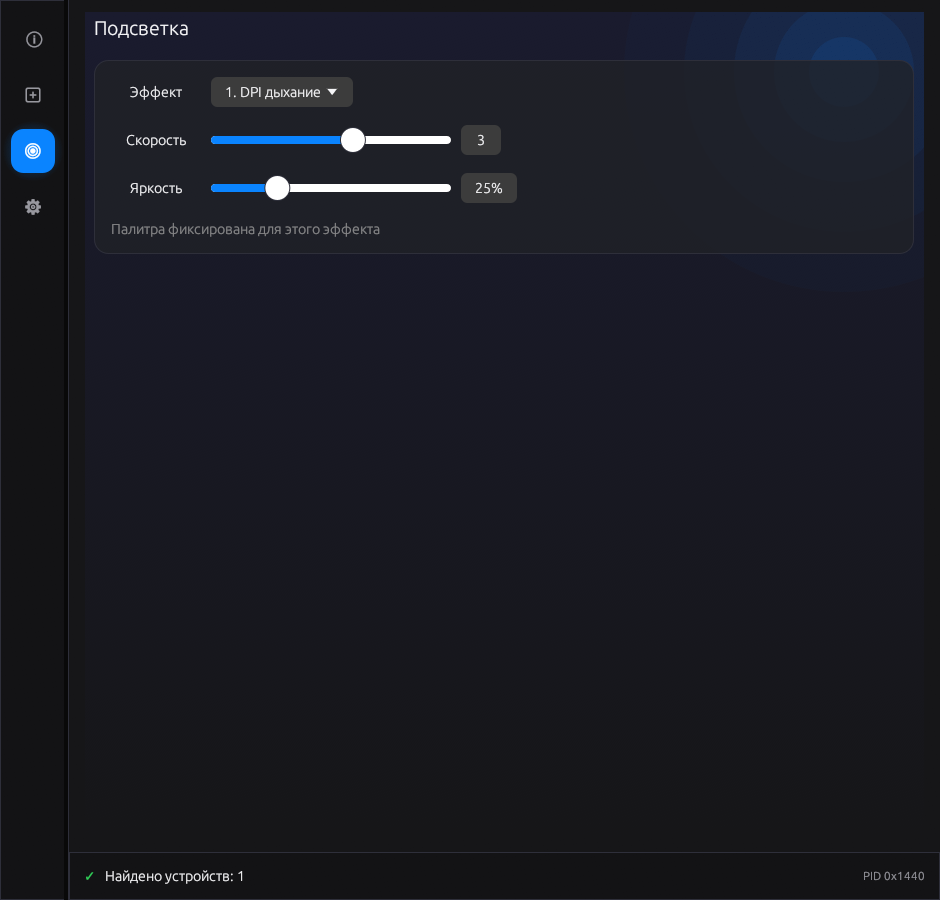 Подсветка
Эффект 1. DPI дыхание
Скорость 3
Яркость 25%
Палитра фиксирована для этого эффекта
✓ Найдено устройств: 1 PID 0x1440